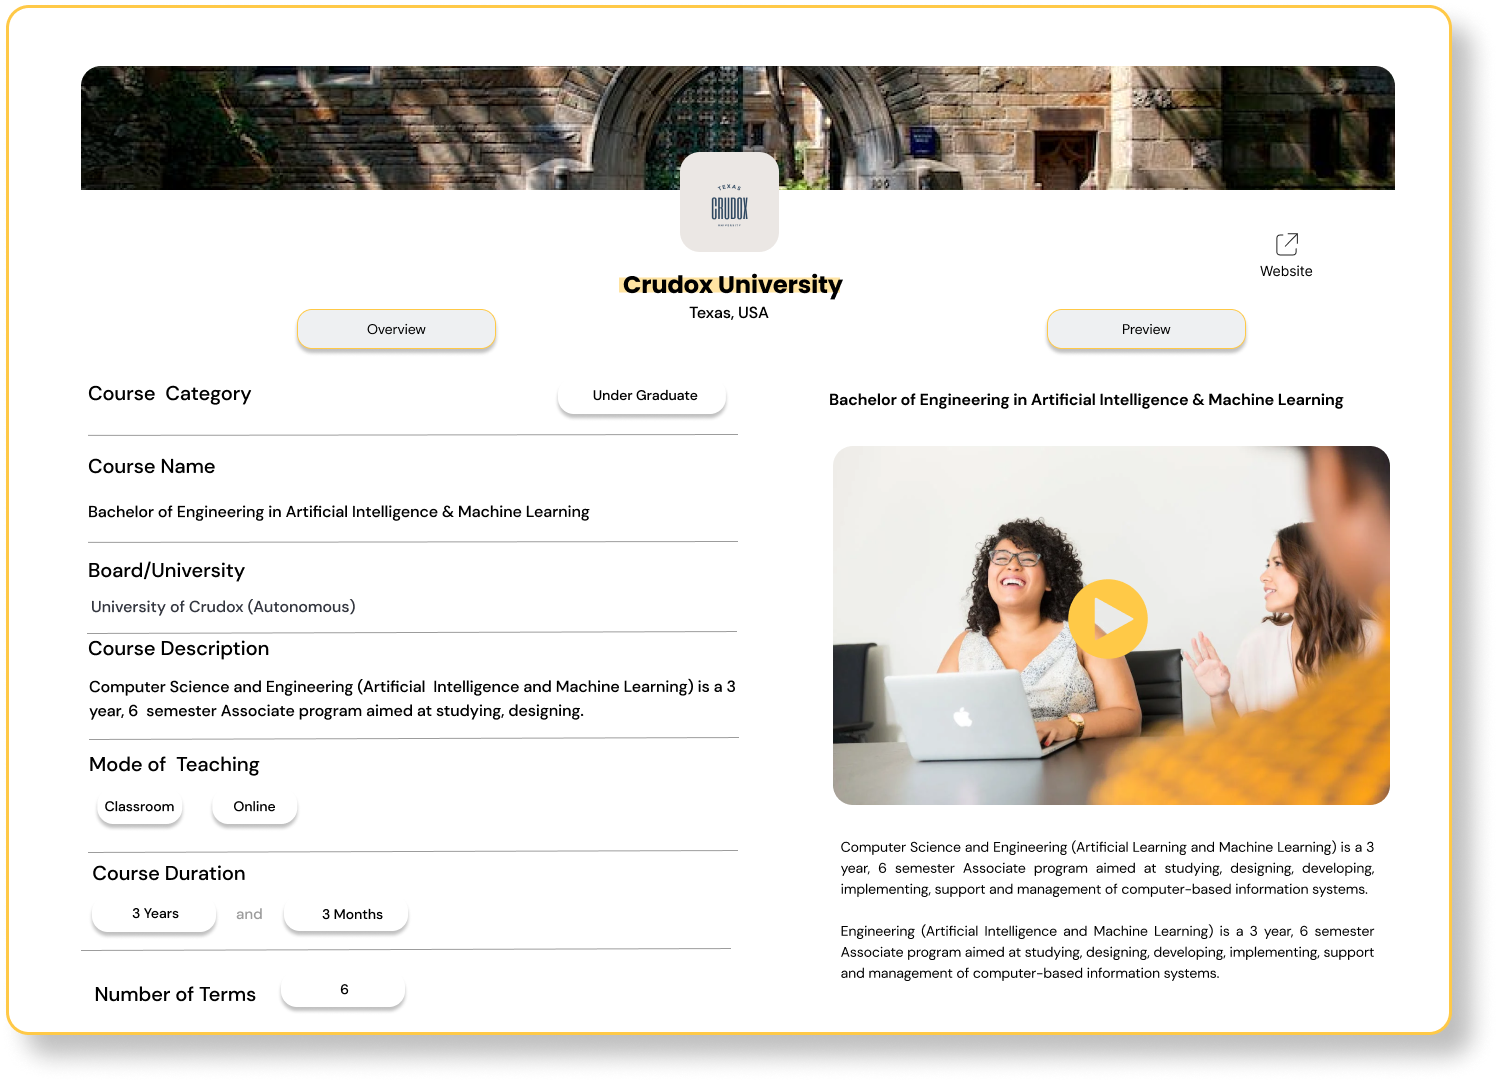 TEXAS
CRUDOX
UNIVERSITY
Crudox University
Texas, USA
Website
Overview
Preview
Course Category
Under Graduate
Course Name
Bachelor of Engineering in Artificial Intelligence & Machine Learning
Board/University
University of Crudox (Autonomous)
Course Description
Computer Science and Engineering (Artificial Intelligence and Machine Learning) is a 3
year, 6 semester Associate program aimed at studying, designing.
Mode of Teaching
Classroom
Online
Course Duration
3 Years
and
3 Months
Number of Terms
6
Bachelor of Engineering in Artificial Intelligence & Machine Learning
Computer Science and Engineering (Artificial Learning and Machine Learning) is a 3
year, 6 semester Associate program aimed at studying, designing, developing,
implementing, support and management of computer-based information systems.
Engineering (Artificial Intelligence and Machine Learning) is a 3 year, 6 semester
Associate program aimed at studying, designing, developing, implementing, support
and management of computer-based information systems.